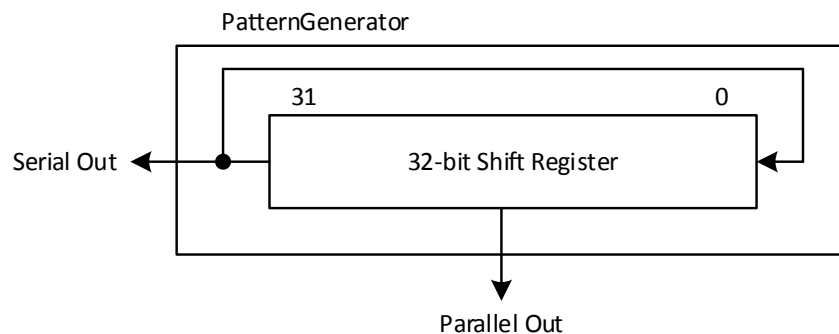 PatternGenerator
31 0
Serial Out
32-bit Shift Register
Parallel Out